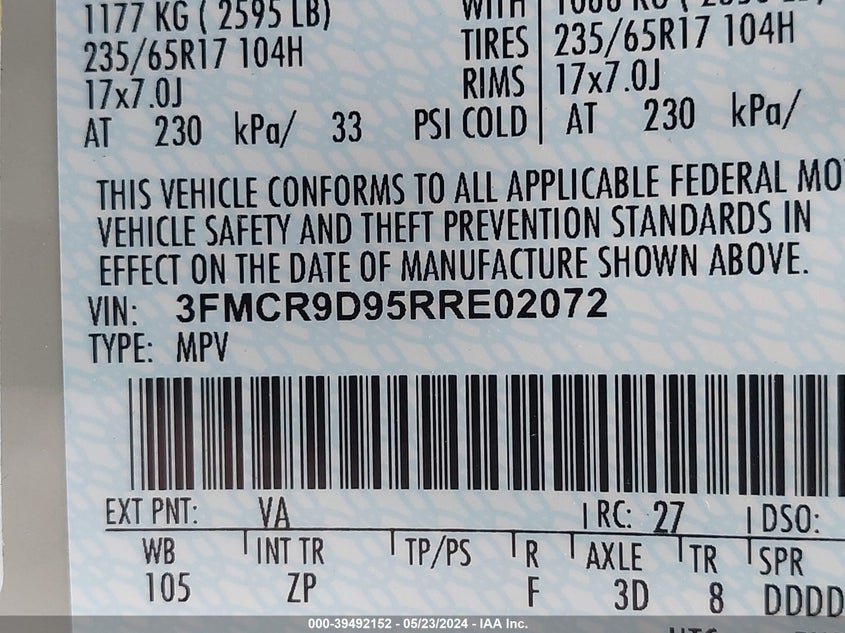 1177 KG ( 2595 LB) WITH
235/65R17 104H TIRES 235/65R17 104H
17x7.0J RIMS 17x7.0J
AT 230 kPa/ 33 PSI COLD AT 230 kPa/
THIS VEHICLE CONFORMS TO ALL APPLICABLE FEDERAL MO
VEHICLE SAFETY AND THEFT PREVENTION STANDARDS IN
EFFECT ON THE DATE OF MANUFACTURE SHOWN ABOVE.
VIN: 3FMCR9D95RRE02072
TYPE: MPV
EXT PNT: VA RC: 27 DSO:
WB INT TR TP/PS R AXLE TR SPR
105 ZP F 3D 8 DDDD
000-39492152 - 05/23/2024 - IAA Inc.